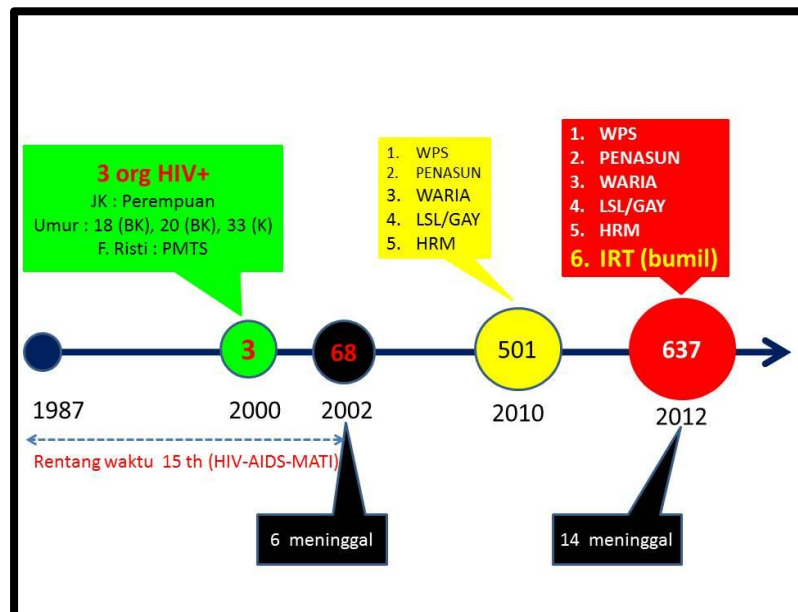 3 org HIV+
JK : Perempuan
Umur : 18 (BK), 20 (BK), 33 (K)
F. Risti : PMTS
1. WPS
2. PENASUN
3. WARIA
4. LSL/GAY
5. HRM
1. WPS
2. PENASUN
3. WARIA
4. LSL/GAY
5. HRM
6. IRT (bumil)
3
68
501
637
1987
2000
2002
2010
2012
Rentang waktu 15 th (HIV-AIDS-MATI)
6 meninggal
14 meninggal